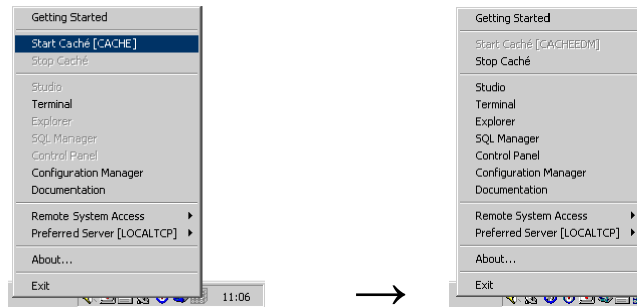 Getting Started
Start Caché [CACHE]
Stop Caché
Studio
Terminal
Explorer
SQL Manager
Control Panel
Configuration Manager
Documentation
Remote System Access
Preferred Server [LOCALTCP]
About...
Exit
11:06
→
Getting Started
Start Caché [CACHEEDM]
Stop Caché
Studio
Terminal
Explorer
SQL Manager
Control Panel
Configuration Manager
Documentation
Remote System Access
Preferred Server [LOCALTCP]
About...
Exit